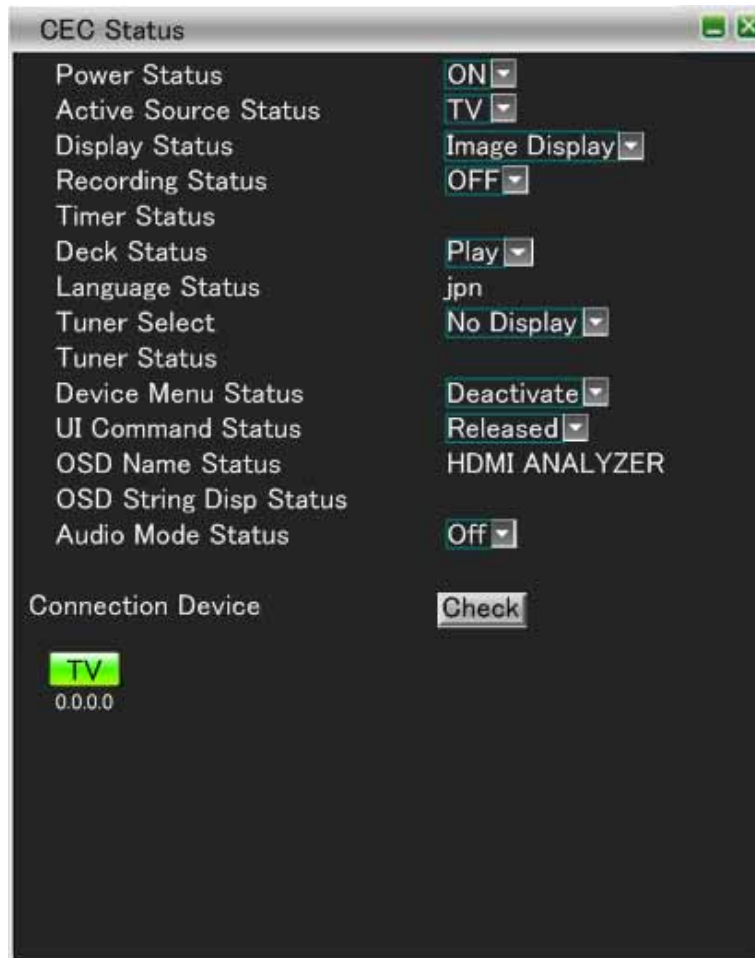 CEC Status
Power Status ON
Active Source Status TV
Display Status Image Display
Recording Status OFF
Timer Status
Deck Status Play
Language Status jpn
Tuner Select No Display
Tuner Status
Device Menu Status Deactivate
UI Command Status Released
OSD Name Status HDMI ANALYZER
OSD String Disp Status
Audio Mode Status Off
Connection Device Check
TV
0.0.0.0